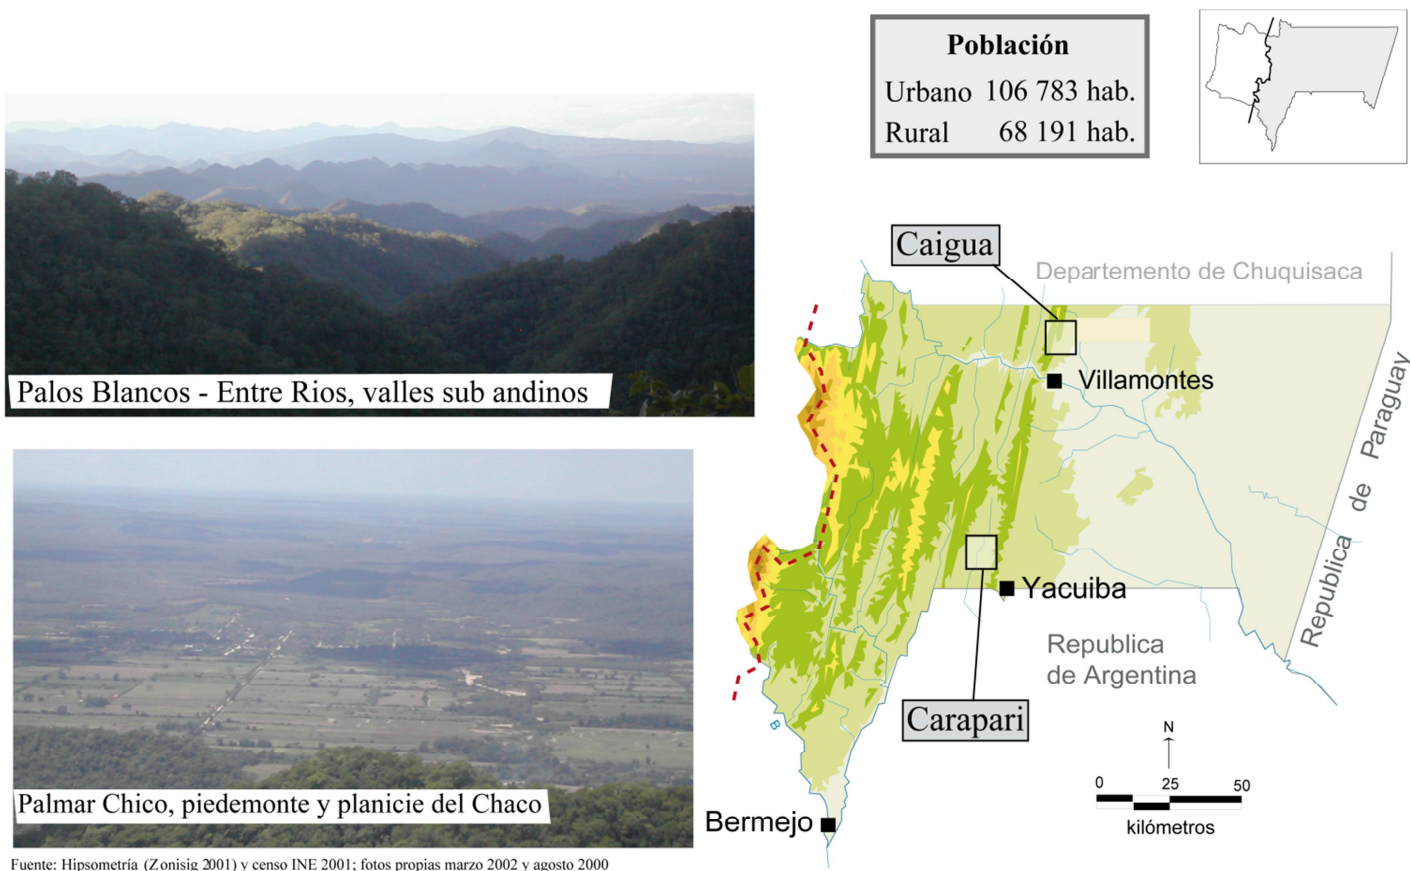 Población
Urbano 106 783 hab.
Rural 68 191 hab.
Caigua
Departamento de Chuquisaca
Palos Blancos - Entre Rios, valles sub andinos
Villamontes
Republica de Paraguay
Yacuiba
Republica
de Argentina
Carapari
B
N
0 25 50
kilómetros
Palmar Chico, piedemonte y planicie del Chaco
Bermejo
Fuente: Hipsometría (Zonisig 2001) y censo INE 2001; fotos propias marzo 2002 y agosto 2000